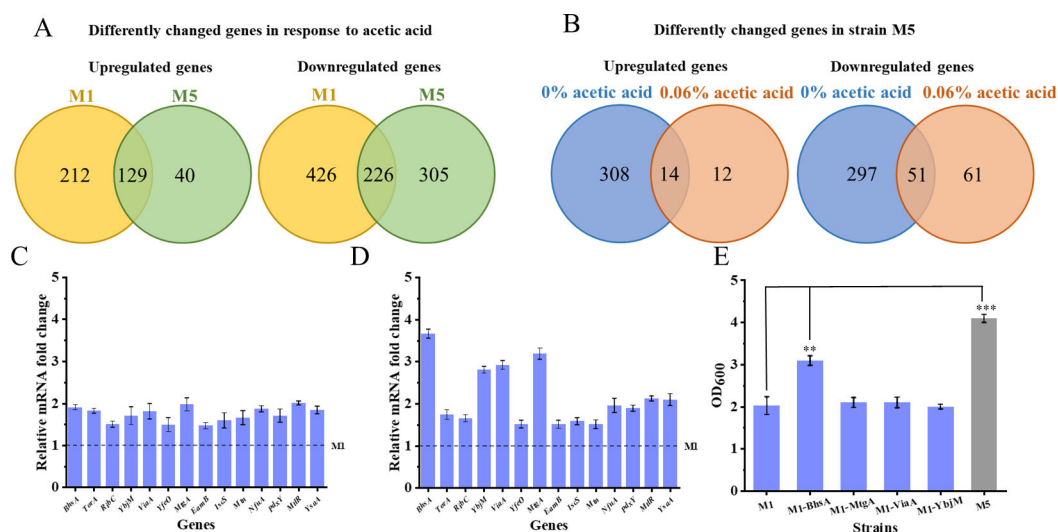 A
Differently changed genes in response to acetic acid
Upregulated genes
Downregulated genes
M1
M5
M1
M5
212
129
40
426
226
305
B
Differently changed genes in strain M5
Upregulated genes
Downregulated genes
0% acetic acid
0.06% acetic acid
0% acetic acid
0.06% acetic acid
308
14
12
297
51
61
C
Relative mRNA fold change
5
4
3
2
1
0
M1
BhsA
TorA
RpbC
YbjM
ViaA
YfeO
MtgA
EamB
IscS
Mtn
NfuA
pdxY
MlrR
YsaA
Genes
D
Relative mRNA fold change
5
4
3
2
1
0
M1
BhsA
TorA
RpbC
YbjM
ViaA
YfeO
MtgA
EamB
IscS
Mtn
NfuA
pdxY
MlrR
YsaA
Genes
E
OD600
5
4
3
2
1
0
**
***
M1
M1-BhsA
M1-MtgA
M1-ViaA
M1-YbjM
M5
Strains